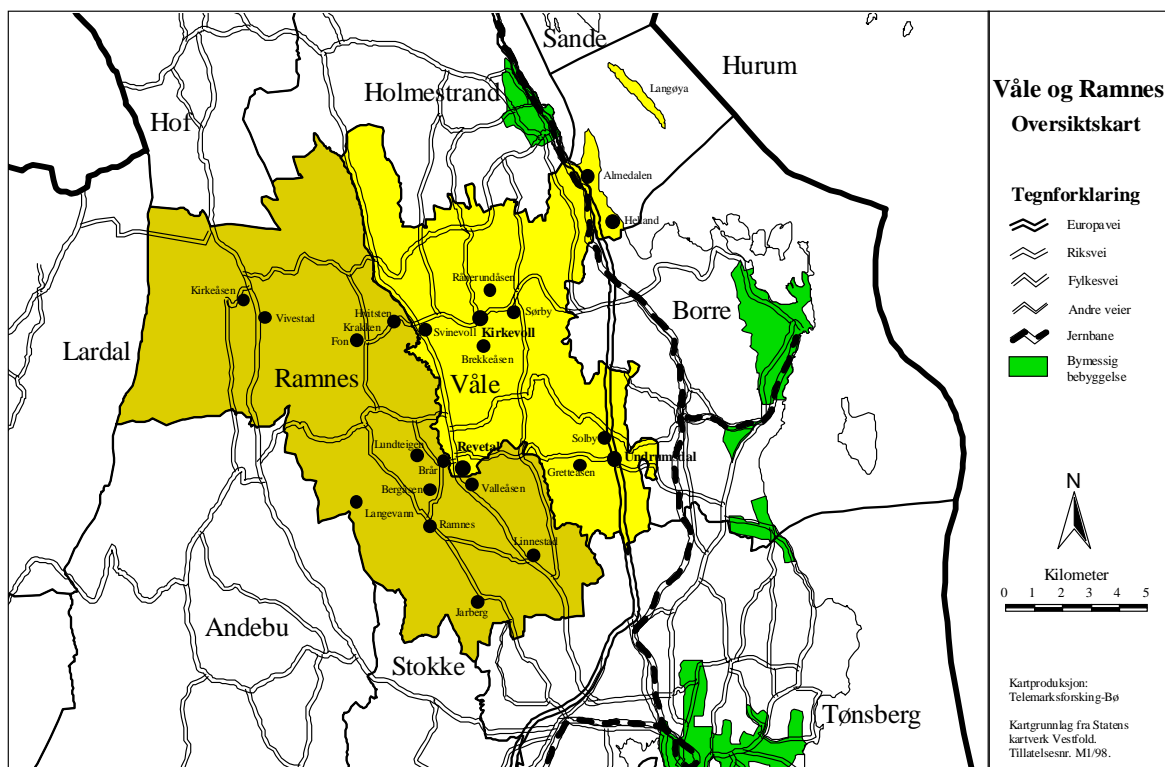 Sande
Hurum
Holmestrand
Langøya
Hof
Almedalen
Helland
Rånerundåsen
Kirkeåsen
Vivestad
Hvitsten
Krakken
Fon
Svinevoll
Kirkevoll
Sørby
Brekkeåsen
Borre
Lardal
Ramnes
Våle
Lundteigen
Brår
Revetal
Solby
Undrumsdal
Gretteåsen
Bergåsen
Valleåsen
Langevann
Ramnes
Linnestad
Jarberg
Andebu
Stokke
Tønsberg
Våle og Ramnes
Oversiktskart
Tegnforklaring
Europavei
Riksvei
Fylkesvei
Andre veier
Jernbane
Bymessig
bebyggelse
N
Kilometer
0 1 2 3 4 5
Kartproduksjon:
Telemarksforsking-Bø
Kartgrunnlag fra Statens
kartverk Vestfold.
Tillatelsesnr. M1/98.